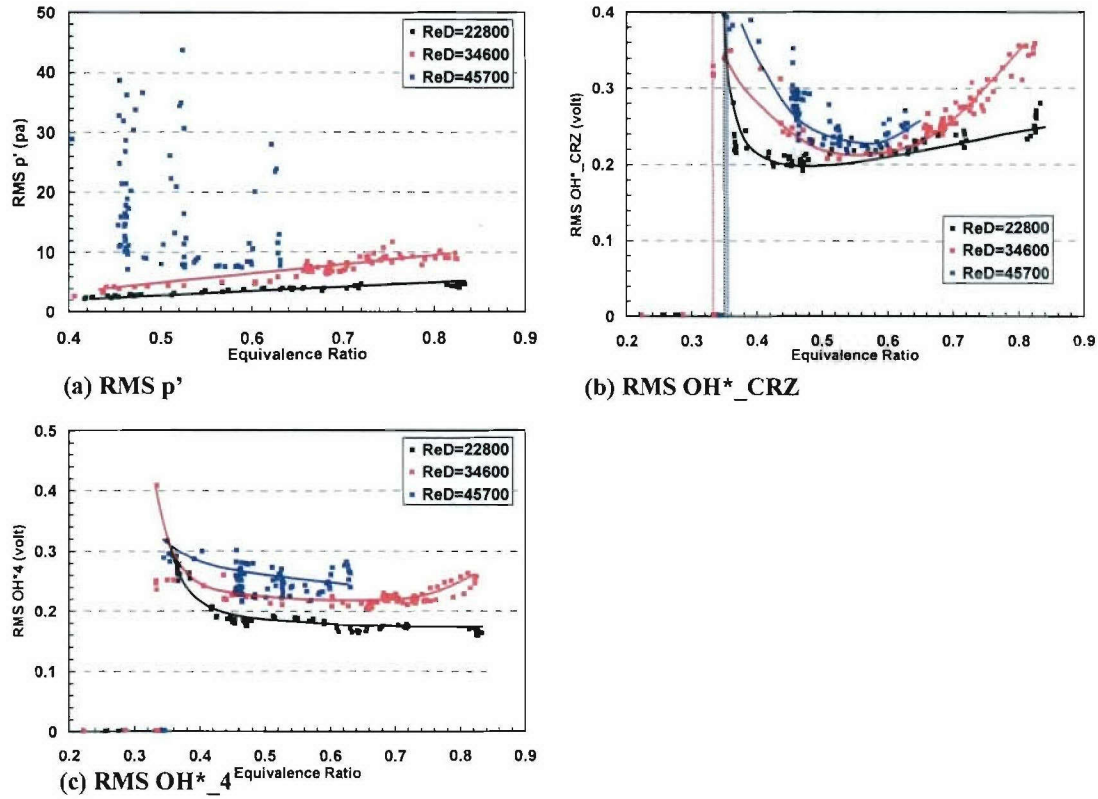 50
40
30
20
10
0
RMS p' (pa)
ReD=22800
ReD=34600
ReD=45700
0.4 0.5 0.6 0.7 0.8 0.9
Equivalence Ratio
(a) RMS p'
0.4
0.3
0.2
0.1
0
RMS OH*_CRZ (volt)
ReD=22800
ReD=34600
ReD=45700
0.2 0.3 0.4 0.5 0.6 0.7 0.8 0.9
Equivalence Ratio
(b) RMS OH*_CRZ
0.5
0.4
0.3
0.2
0.1
0
RMS OH*4 (volt)
ReD=22800
ReD=34600
ReD=45700
0.2 0.3 0.4 0.5 0.6 0.7 0.8 0.9
Equivalence Ratio
(c) RMS OH*_4